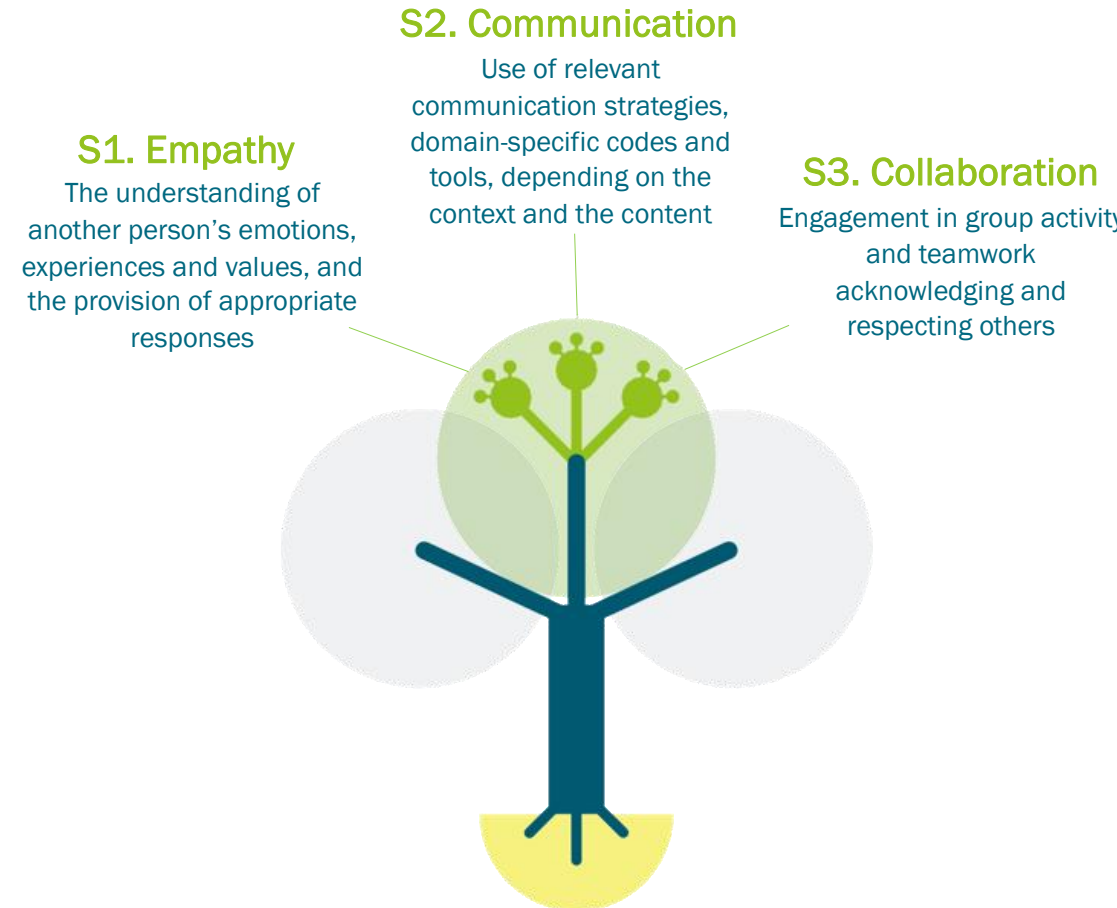 S2. Communication
Use of relevant
communication strategies,
domain-specific codes and
tools, depending on the
context and the content
S1. Empathy
The understanding of
another person’s emotions,
experiences and values, and
the provision of appropriate
responses
S3. Collaboration
Engagement in group activity
and teamwork
acknowledging and
respecting others